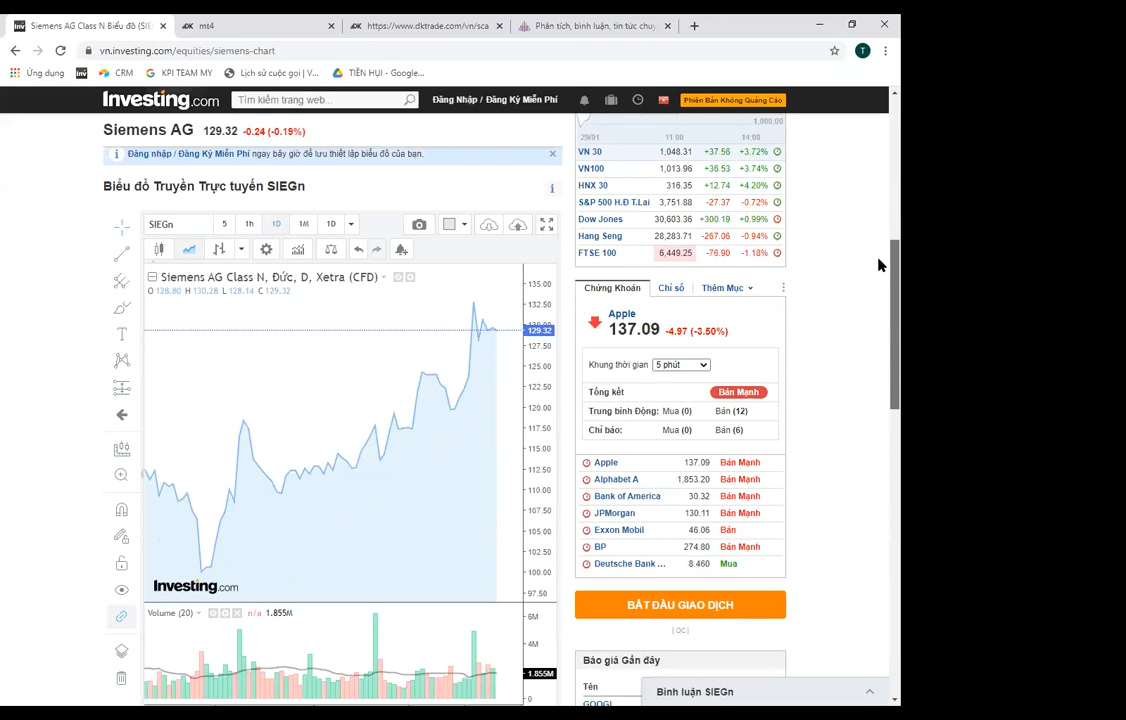 Siemens AG Class N Biểu đồ (SIE
mt4
https://www.dktrade.com/vn/sca
Phân tích, bình luận, tin tức chuy
vn.investing.com/equities/siemens-chart
T
Ứng dụng
Inv
CRM
KPI TEAM MY
Lịch sử cuộc gọi | V...
TIẾN HỤI - Google...
Investing.com
Tìm kiếm trang web...
Đăng Nhập / Đăng Ký Miễn Phí
Phiên Bản Không Quảng Cáo
Siemens AG 129.32 -0.24 (-0.19%)
Đăng nhập / Đăng Ký Miễn Phí ngay bây giờ để lưu thiết lập biểu đồ của bạn.
Biểu đồ Truyền Trực tuyến SIEGn
SIEGn 5 1h 1D 1M 1D
Siemens AG Class N, Đức, D, Xetra (CFD)
O 128.80 H 130.28 L 128.14 C 129.32
135.00
132.50
129.32
127.50
125.00
122.50
120.00
117.50
115.00
112.50
110.00
107.50
105.00
102.50
100.00
97.50
Investing.com
Volume (20) n/a 1.855M
6M
4M
1.855M
0
1,000.00
29/01 11:00 14:00
VN 30 1,048.31 +37.56 +3.72%
VN100 1,013.96 +36.53 +3.74%
HNX 30 316.35 +12.74 +4.20%
S&P 500 H.Đ T.Lai 3,751.88 -27.37 -0.72%
Dow Jones 30,603.36 +300.19 +0.99%
Hang Seng 28,283.71 -267.06 -0.94%
FTSE 100 6,449.25 -76.90 -1.18%
Chứng Khoán Chỉ số Thêm Mục
Apple
137.09 -4.97 (-3.50%)
Khung thời gian 5 phút
Tổng kết Bán Mạnh
Trung bình Động: Mua (0) Bán (12)
Chỉ báo: Mua (0) Bán (6)
Apple 137.09 Bán Mạnh
Alphabet A 1,853.20 Bán Mạnh
Bank of America 30.32 Bán Mạnh
JPMorgan 130.11 Bán Mạnh
Exxon Mobil 46.06 Bán
BP 274.80 Bán Mạnh
Deutsche Bank ... 8.460 Mua
BẮT ĐẦU GIAO DỊCH
| QC |
Báo giá Gần đây
Tên
GOOGL
Bình luận SIEGn